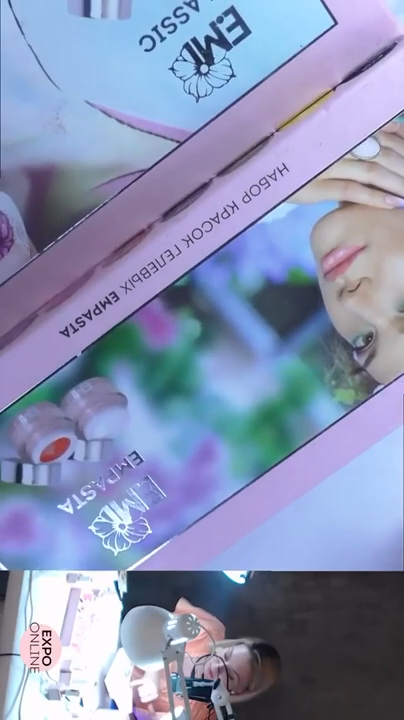 E.MI
CLASSIC
НАБОР КРАСОК ГЕЛЕВЫХ EMPASTA
E.MI
EMPASTA
EXPO
ONLINE